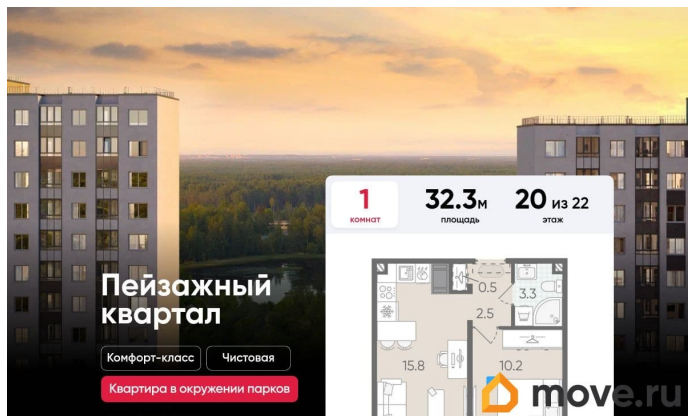 1
комнат
32.3м
площадь
20 из 22
этаж
Пейзажный
квартал
Комфорт-класс
Чистовая
Квартира в окружении парков
0.5
3.3
2.5
15.8
10.2
move.ru